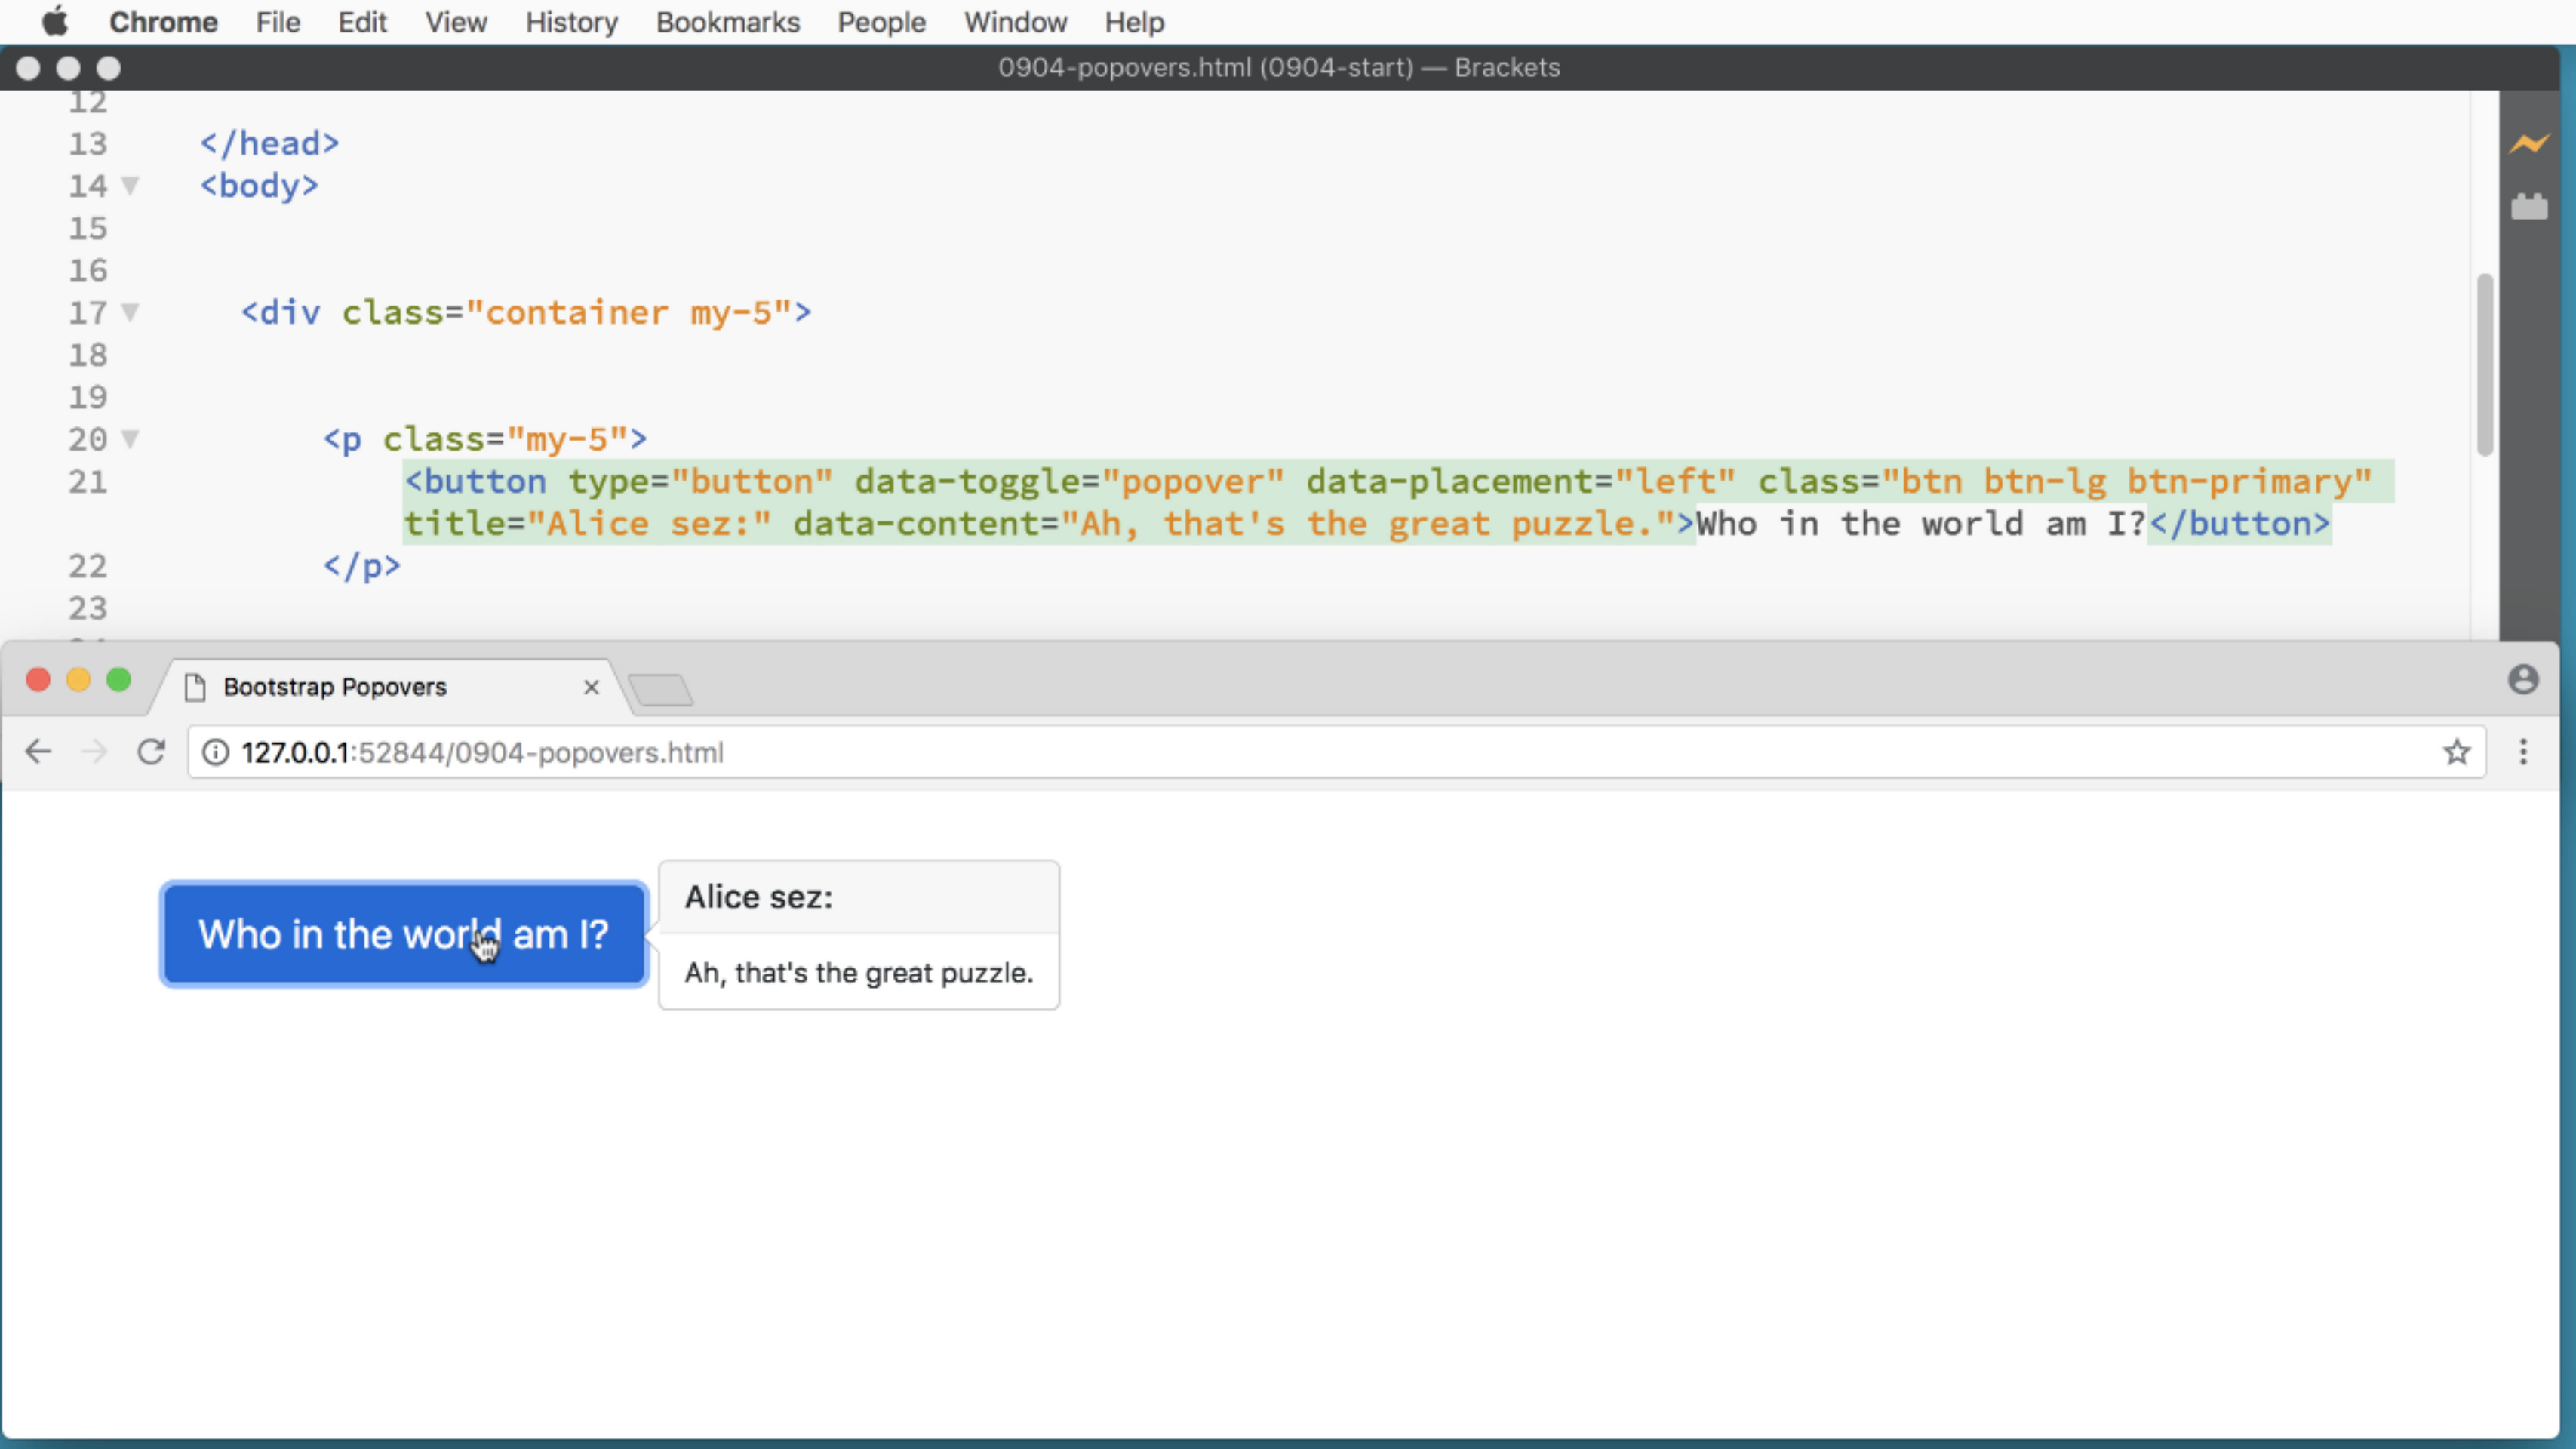 Chrome File Edit View History Bookmarks People Window Help
0904-popovers.html (0904-start) — Brackets
12
13 </head>
14 <body>
15
16
17 <div class="container my-5">
18
19
20 <p class="my-5">
21 <button type="button" data-toggle="popover" data-placement="left" class="btn btn-lg btn-primary"
title="Alice sez:" data-content="Ah, that's the great puzzle.">Who in the world am I?</button>
22 </p>
23
Bootstrap Popovers
127.0.0.1:52844/0904-popovers.html
Alice sez:
Who in the world am I?
Ah, that's the great puzzle.